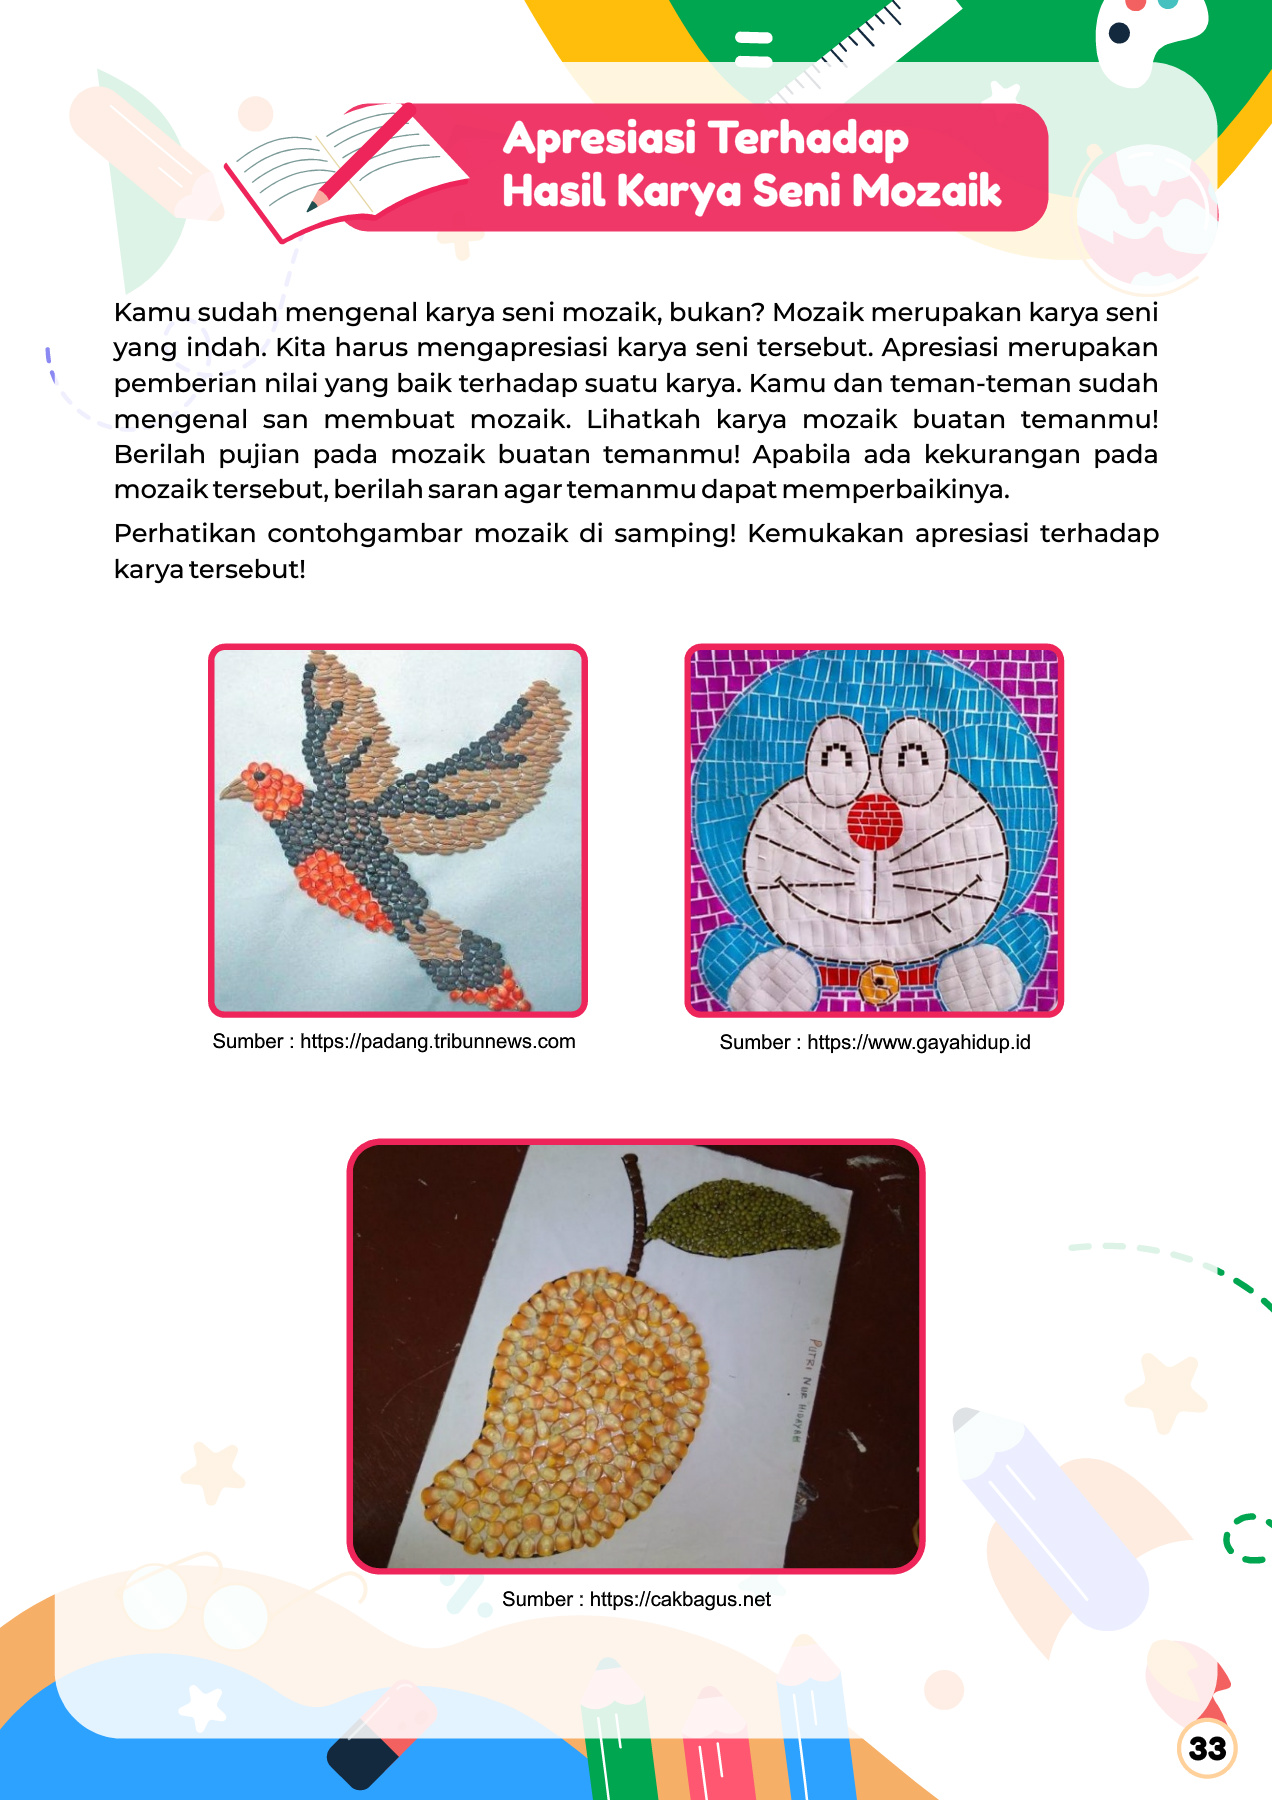 Apresiasi Terhadap
Hasil Karya Seni Mozaik
Kamu sudah mengenal karya seni mozaik, bukan? Mozaik merupakan karya seni
yang indah. Kita harus mengapresiasi karya seni tersebut. Apresiasi merupakan
pemberian nilai yang baik terhadap suatu karya. Kamu dan teman-teman sudah
mengenal san membuat mozaik. Lihatkah karya mozaik buatan temanmu!
Berilah pujian pada mozaik buatan temanmu! Apabila ada kekurangan pada
mozaik tersebut, berilah saran agar temanmu dapat memperbaikinya.
Perhatikan contohgambar mozaik di samping! Kemukakan apresiasi terhadap
karya tersebut!
Sumber : https://padang.tribunnews.com
Sumber : https://www.gayahidup.id
PUTRI NUR HIDAYAH
Sumber : https://cakbagus.net
33